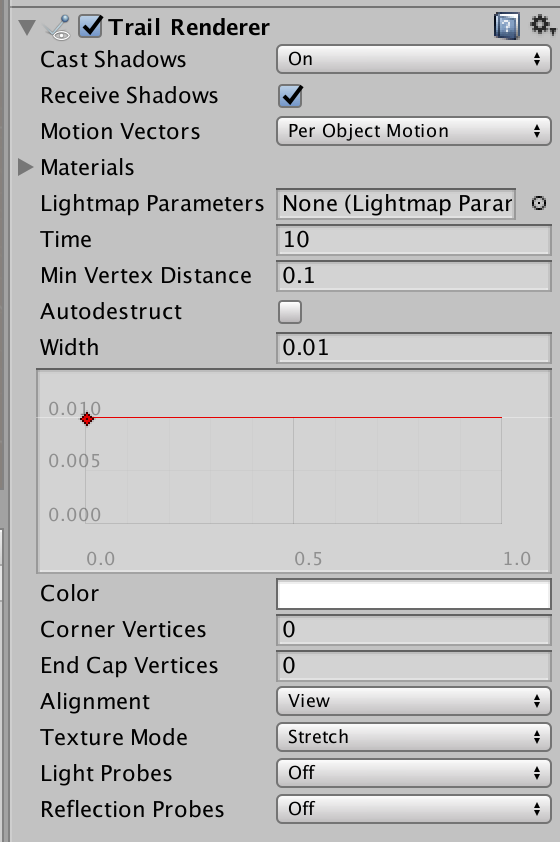 Trail Renderer
Cast Shadows On
Receive Shadows
Motion Vectors Per Object Motion
Materials
Lightmap Parameters None (Lightmap Parar
Time 10
Min Vertex Distance 0.1
Autodestruct
Width 0.01
0.010
0.005
0.000
0.0 0.5 1.0
Color
Corner Vertices 0
End Cap Vertices 0
Alignment View
Texture Mode Stretch
Light Probes Off
Reflection Probes Off